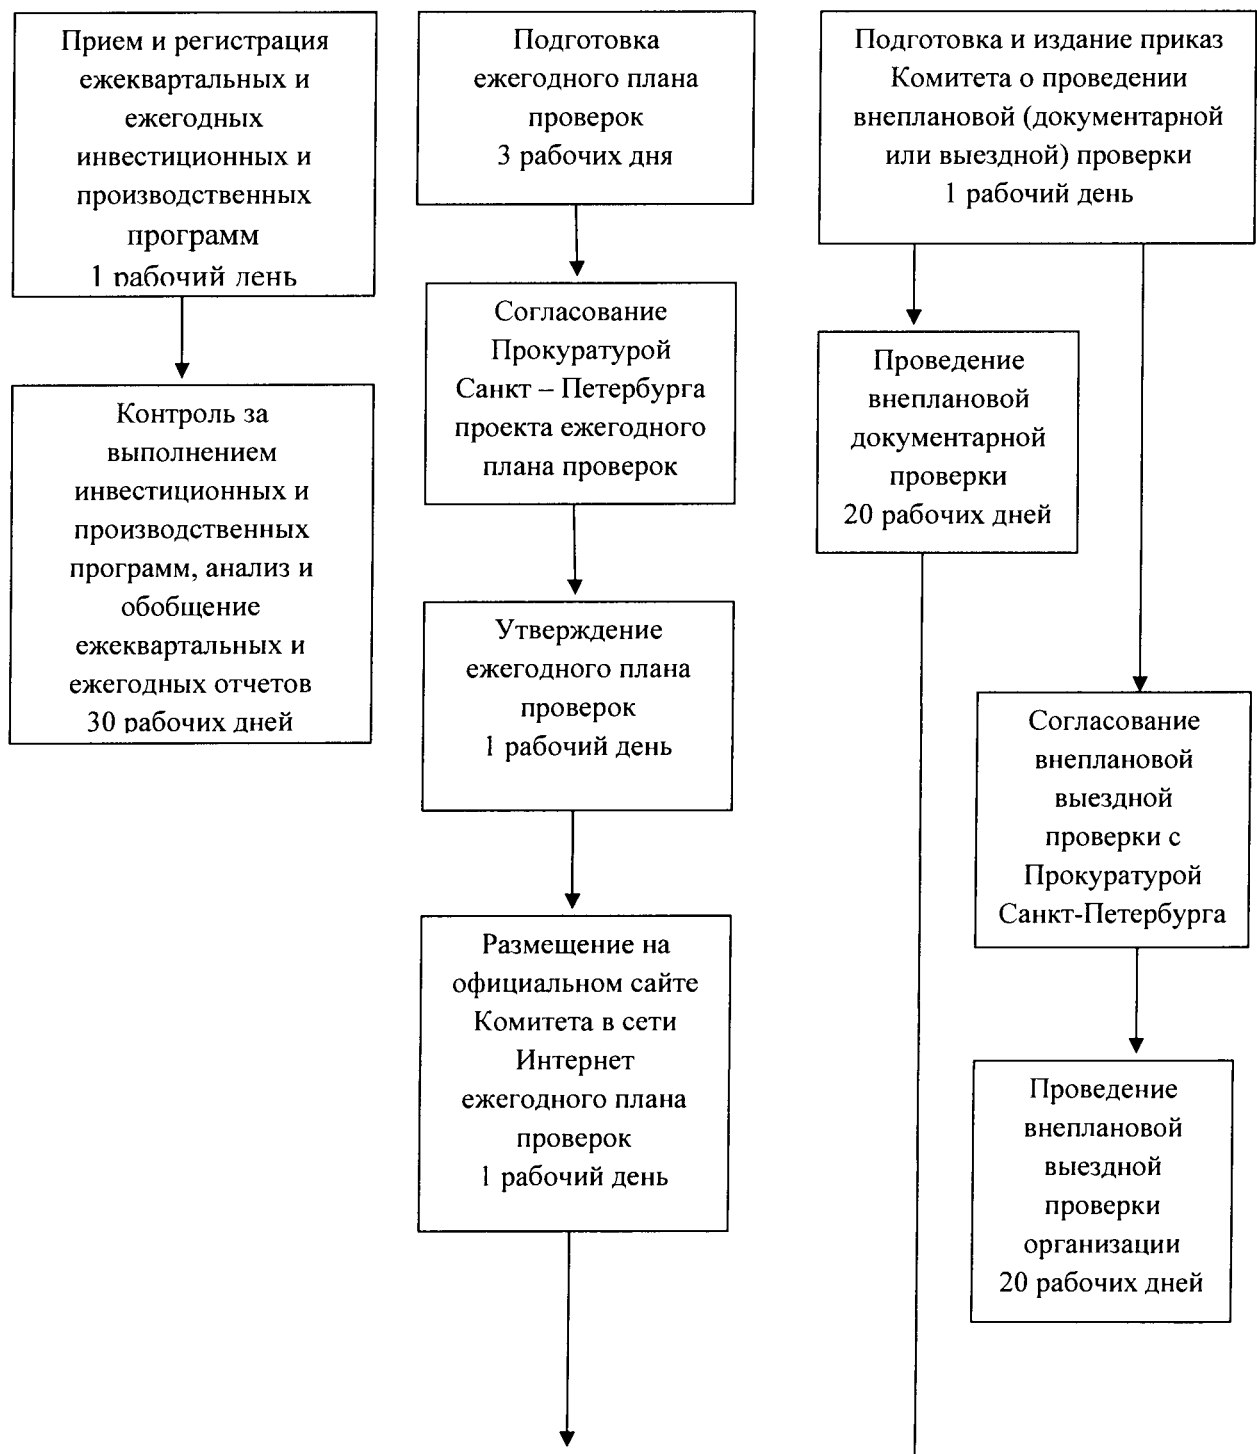 Прием и регистрация
ежеквартальных и
ежегодных
инвестиционных и
производственных
программ
1 рабочий день
Контроль за
выполнением
инвестиционных и
производственных
программ, анализ и
обобщение
ежеквартальных и
ежегодных отчетов
30 рабочих дней
Подготовка
ежегодного плана
проверок
3 рабочих дня
Согласование
Прокуратурой
Санкт – Петербурга
проекта ежегодного
плана проверок
Утверждение
ежегодного плана
проверок
1 рабочий день
Размещение на
официальном сайте
Комитета в сети
Интернет
ежегодного плана
проверок
1 рабочий день
Подготовка и издание приказ
Комитета о проведении
внеплановой (документарной
или выездной) проверки
1 рабочий день
Проведение
внеплановой
документарной
проверки
20 рабочих дней
Согласование
внеплановой
выездной
проверки с
Прокуратурой
Санкт-Петербурга
Проведение
внеплановой
выездной
проверки
организации
20 рабочих дней